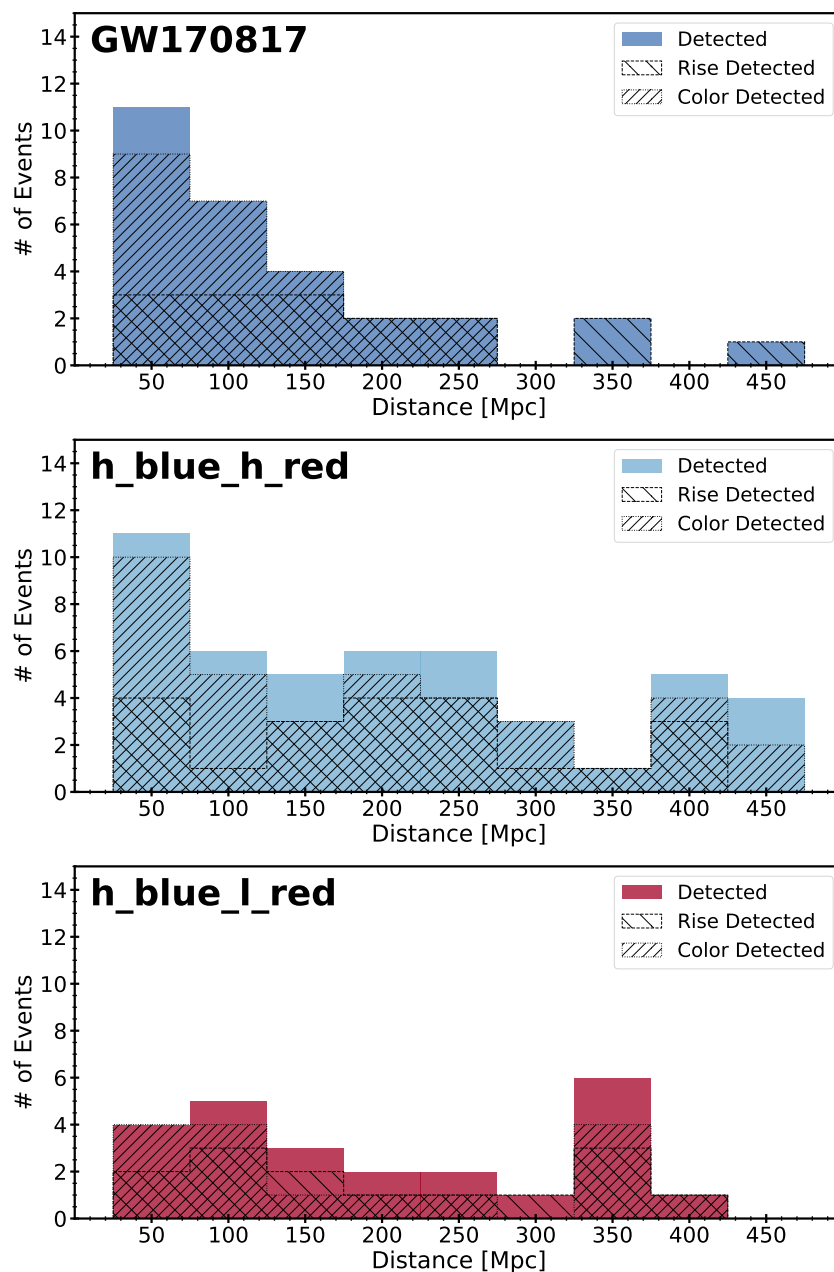 GW170817
Detected
Rise Detected
Color Detected
# of Events
14
12
10
8
6
4
2
0
50 100 150 200 250 300 350 400 450
Distance [Mpc]
h_blue_h_red
Detected
Rise Detected
Color Detected
# of Events
14
12
10
8
6
4
2
0
50 100 150 200 250 300 350 400 450
Distance [Mpc]
h_blue_l_red
Detected
Rise Detected
Color Detected
# of Events
14
12
10
8
6
4
2
0
50 100 150 200 250 300 350 400 450
Distance [Mpc]